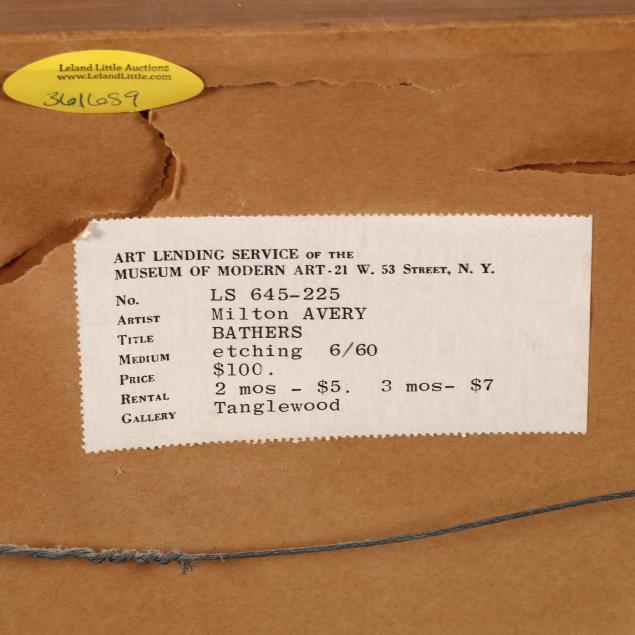 Leland Little Auctions
www.LelandLittle.com
361689
ART LENDING SERVICE OF THE
MUSEUM OF MODERN ART-21 W. 53 STREET, N. Y.
No. LS 645-225
ARTIST Milton AVERY
TITLE BATHERS
MEDIUM etching 6/60
PRICE $100.
RENTAL 2 mos - $5. 3 mos- $7
GALLERY Tanglewood